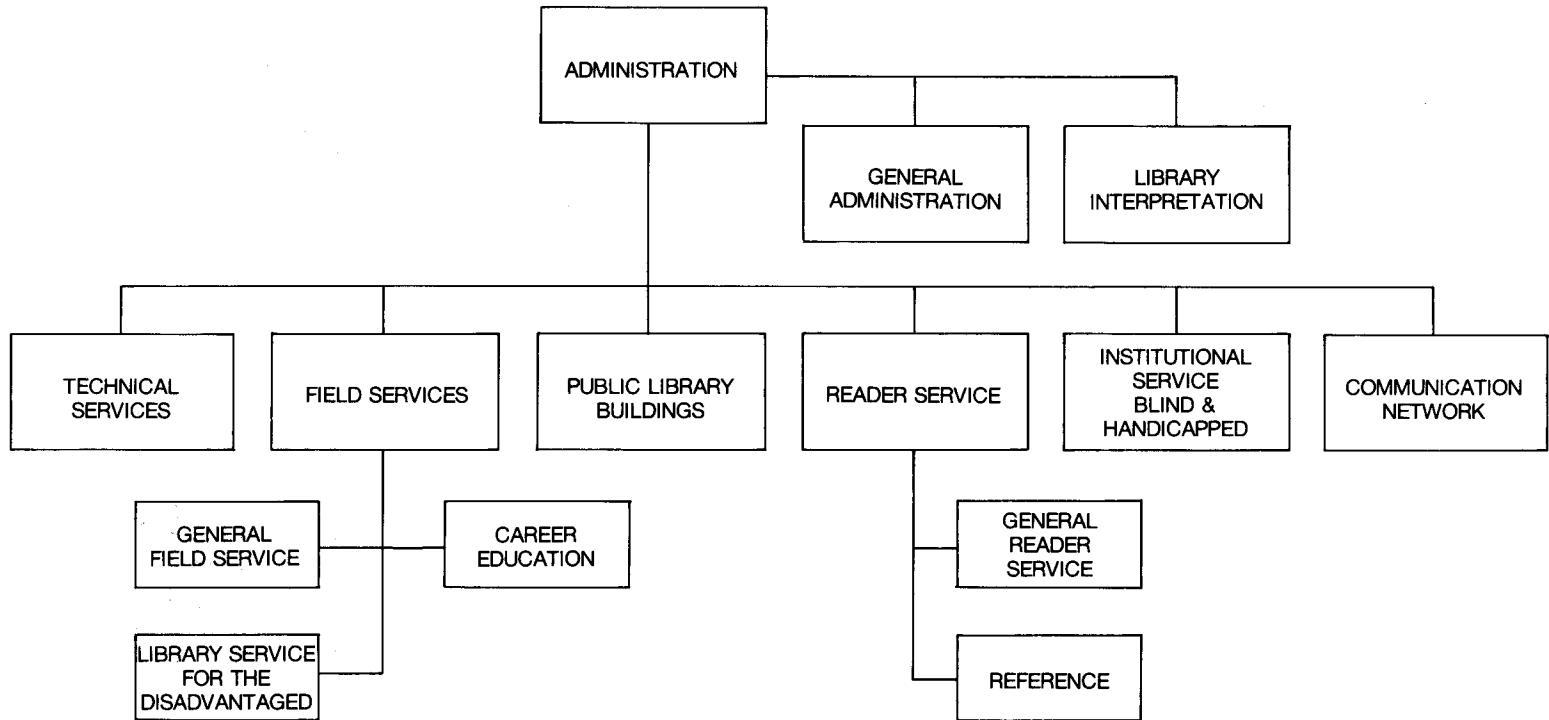 ADMINISTRATION
GENERAL
ADMINISTRATION
LIBRARY
INTERPRETATION
TECHNICAL
SERVICES
FIELD SERVICES
PUBLIC LIBRARY
BUILDINGS
READER SERVICE
INSTITUTIONAL
SERVICE
BLIND &
HANDICAPPED
COMMUNICATION
NETWORK
GENERAL
FIELD SERVICE
CAREER
EDUCATION
GENERAL
READER
SERVICE
LIBRARY SERVICE
FOR THE
DISADVANTAGED
REFERENCE